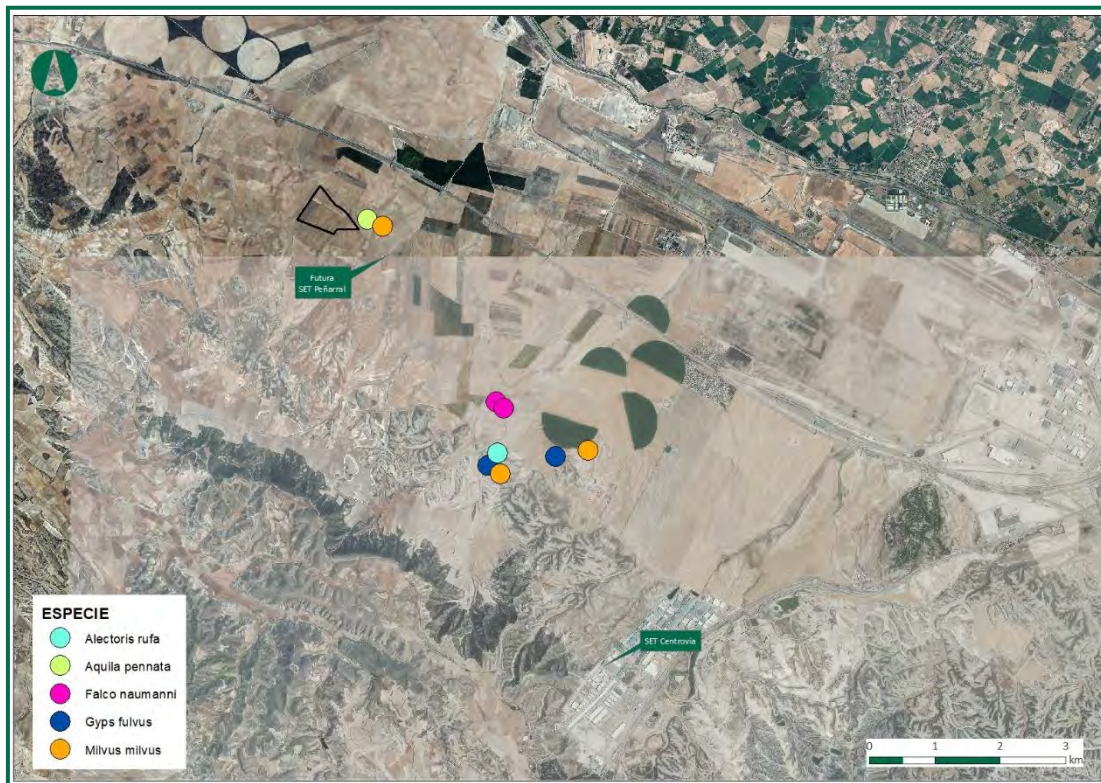 Futura
SET Peñarral
SET Centrovía
ESPECIE
Alectoris rufa
Aquila pennata
Falco naumanni
Gyps fulvus
Milvus milvus
0 1 2 3
km